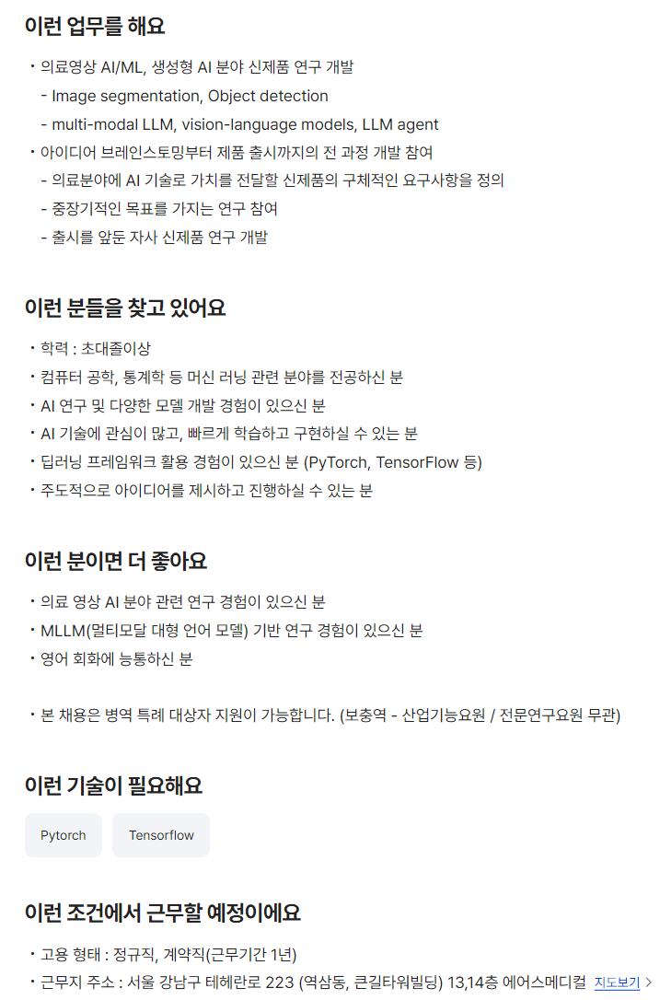 이런 업무를 해요
· 의료영상 AI/ML, 생성형 AI 분야 신제품 연구 개발
- Image segmentation, Object detection
- multi-modal LLM, vision-language models, LLM agent
· 아이디어 브레인스토밍부터 제품 출시까지의 전 과정 개발 참여
- 의료분야에 AI 기술로 가치를 전달할 신제품의 구체적인 요구사항을 정의
- 중장기적인 목표를 가지는 연구 참여
- 출시를 앞둔 자사 신제품 연구 개발
이런 분들을 찾고 있어요
· 학력 : 초대졸이상
· 컴퓨터 공학, 통계학 등 머신 러닝 관련 분야를 전공하신 분
· AI 연구 및 다양한 모델 개발 경험이 있으신 분
· AI 기술에 관심이 많고, 빠르게 학습하고 구현하실 수 있는 분
· 딥러닝 프레임워크 활용 경험이 있으신 분 (PyTorch, TensorFlow 등)
· 주도적으로 아이디어를 제시하고 진행하실 수 있는 분
이런 분이면 더 좋아요
· 의료 영상 AI 분야 관련 연구 경험이 있으신 분
· MLLM(멀티모달 대형 언어 모델) 기반 연구 경험이 있으신 분
· 영어 회화에 능통하신 분
· 본 채용은 병역 특례 대상자 지원이 가능합니다. (보충역 - 산업기능요원 / 전문연구요원 무관)
이런 기술이 필요해요
Pytorch Tensorflow
이런 조건에서 근무할 예정이에요
· 고용 형태 : 정규직, 계약직(근무기간 1년)
· 근무지 주소 : 서울 강남구 테헤란로 223 (역삼동, 큰길타워빌딩) 13,14층 에어스메디컬 지도보기 >